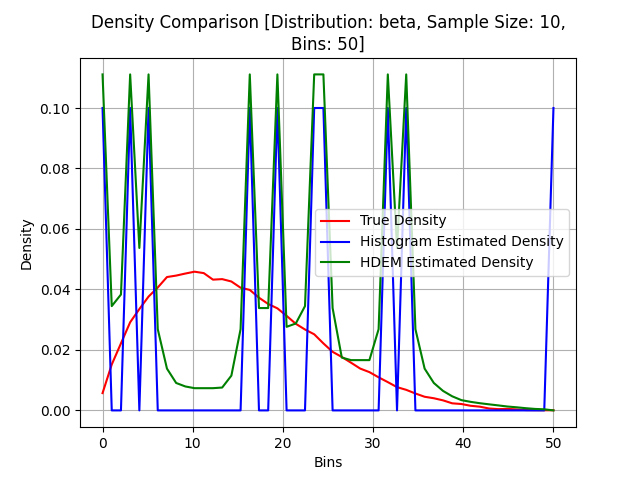 Density Comparison [Distribution: beta, Sample Size: 10,
Bins: 50]
Density
0.10
0.08
0.06
0.04
0.02
0.00
True Density
Histogram Estimated Density
HDEM Estimated Density
0 10 20 30 40 50
Bins